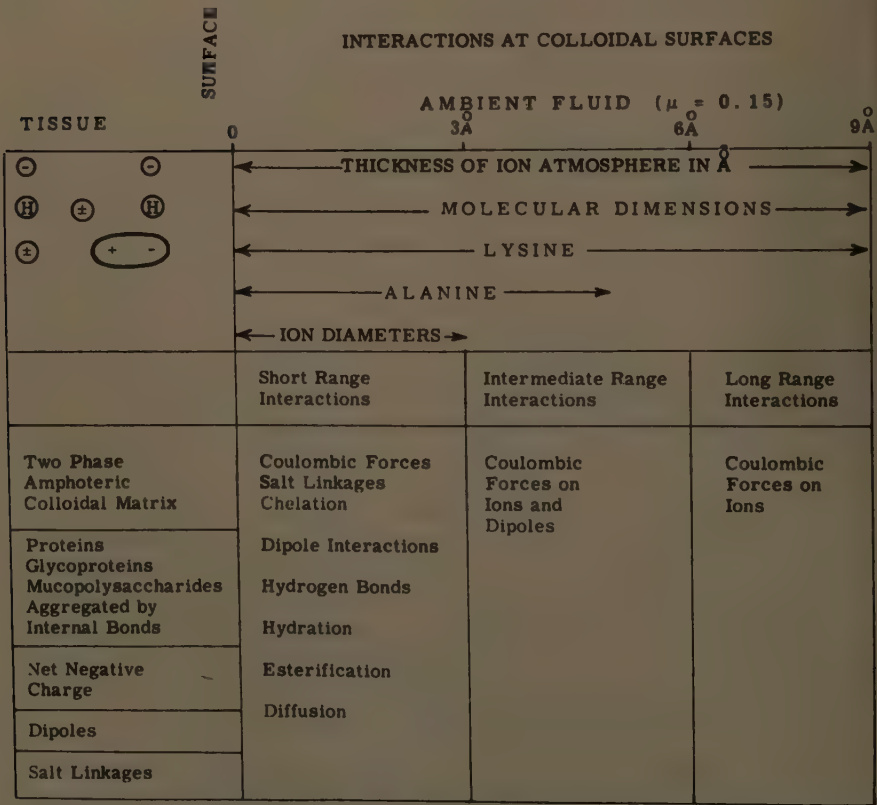 SURFACE
INTERACTIONS AT COLLOIDAL SURFACES
AMBIENT FLUID (μ = 0.15)
TISSUE
0
3Å
6Å
9Å
THICKNESS OF ION ATMOSPHERE IN Å
MOLECULAR DIMENSIONS
LYSINE
ALANINE
ION DIAMETERS
- -
H ± H
± + -
Short Range
Interactions
Intermediate Range
Interactions
Long Range
Interactions
Two Phase
Amphoteric
Colloidal Matrix
Proteins
Glycoproteins
Mucopolysaccharides
Aggregated by
Internal Bonds
Net Negative
Charge
Dipoles
Salt Linkages
Coulombic Forces
Salt Linkages
Chelation
Dipole Interactions
Hydrogen Bonds
Hydration
Esterification
Diffusion
Coulombic
Forces on
Ions and
Dipoles
Coulombic
Forces on
Ions